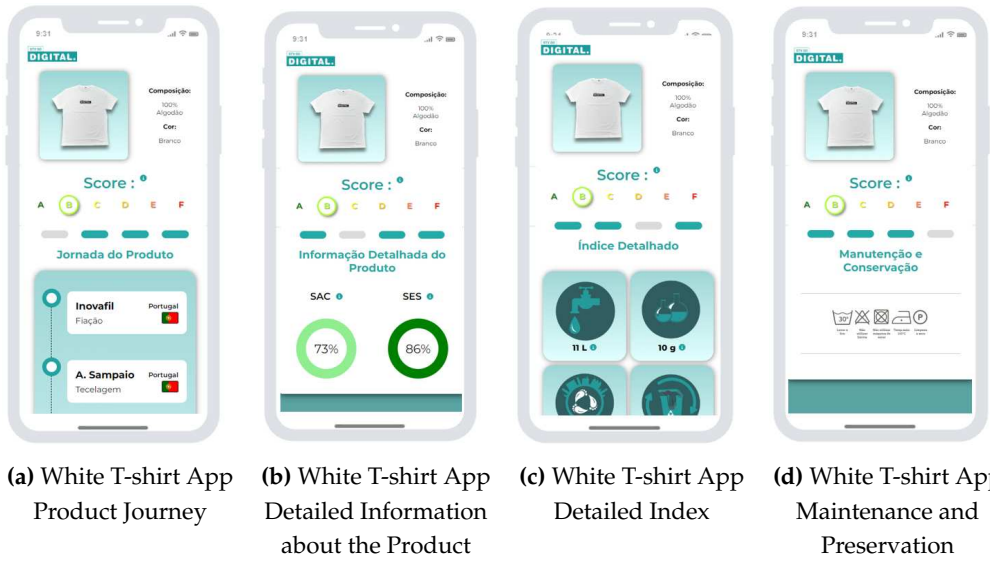 9:31
DIGITAL.
Composição:
100%
Algodão
Cor:
Branco
Score :
A B C D E F
Jornada do Produto
Inovafil
Fiação
Portugal
A. Sampaio
Tecelagem
Portugal
9:31
DIGITAL.
Composição:
100%
Algodão
Cor:
Branco
Score :
A B C D E F
Informação Detalhada do
Produto
SAC
SES
73%
86%
DIGITAL.
Composição:
100%
Algodão
Cor:
Branco
Score :
A B C D E F
Índice Detalhado
11 L
10 g
9:31
DIGITAL.
Composição:
100%
Algodão
Cor:
Branco
Score :
A B C D E F
Manutenção e
Conservação
30°
P
(a) White T-shirt App
Product Journey
(b) White T-shirt App
Detailed Information
about the Product
(c) White T-shirt App
Detailed Index
(d) White T-shirt Ap
Maintenance and
Preservation